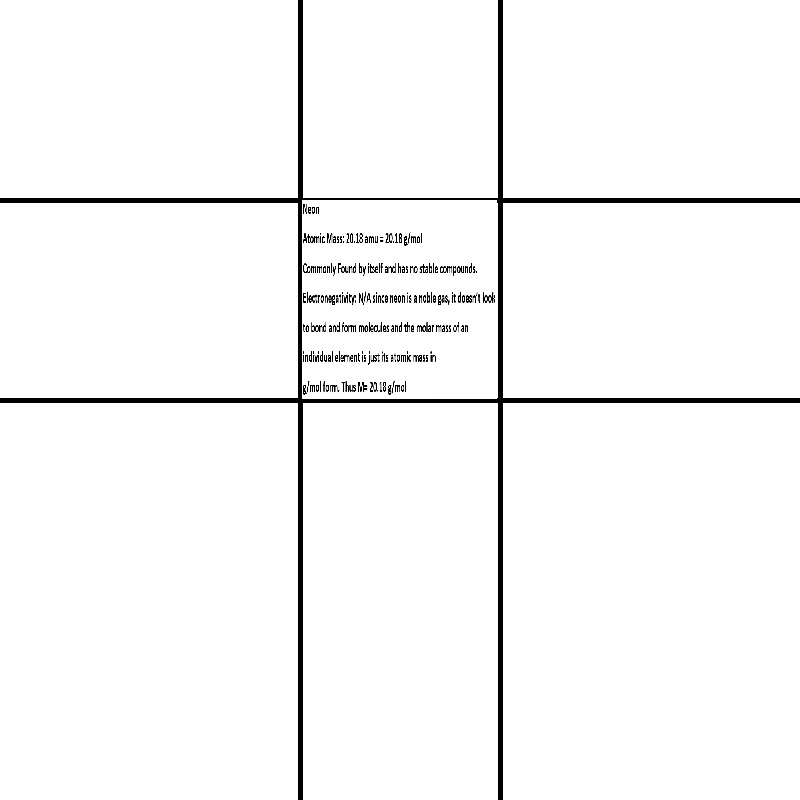 Neon
Atomic Mass: 20.18 amu = 20.18 g/mol
Commonly Found by itself and has no stable compounds.
Electronegativity: N/A since neon is a noble gas, it doesn't look
to bond and form molecules and the molar mass of an
individual element is just its atomic mass in
g/mol form. Thus M= 20.18 g/mol